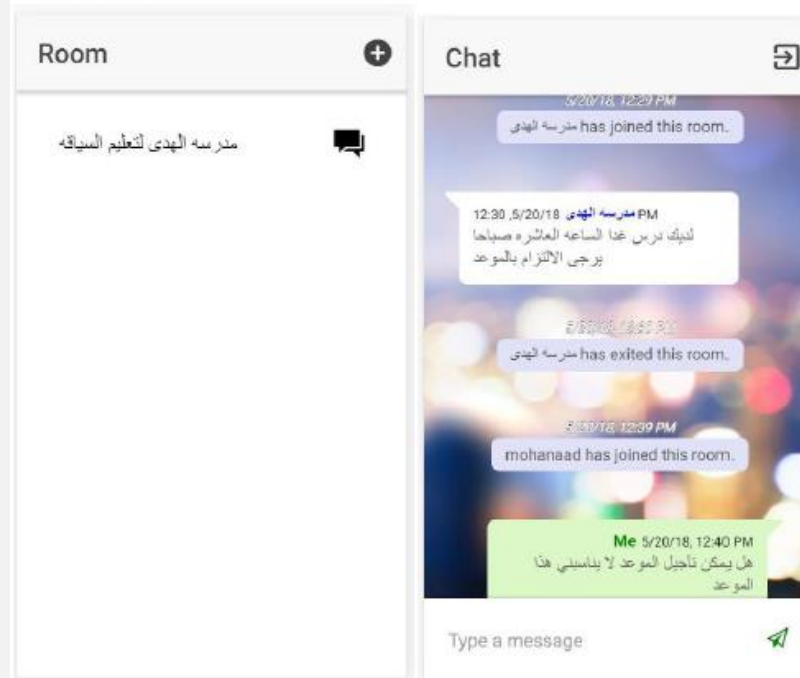 Room
مدرسه الهدى لتعليم السياقه
Chat
5/20/18, 12:29 PM
مدرسة الهدى has joined this room.
PM مدرسه الهدى 5/20/18, 12:30
لديك درس غدا الساعه العاشره صباحا
يرجى الالتزام بالموعد
مدرسة الهدى has exited this room.
5/20/18, 12:39 PM
mohanaad has joined this room.
Me 5/20/18, 12:40 PM
هل يمكن تأجيل الموعد لا يناسبني هذا
الموعد
Type a message